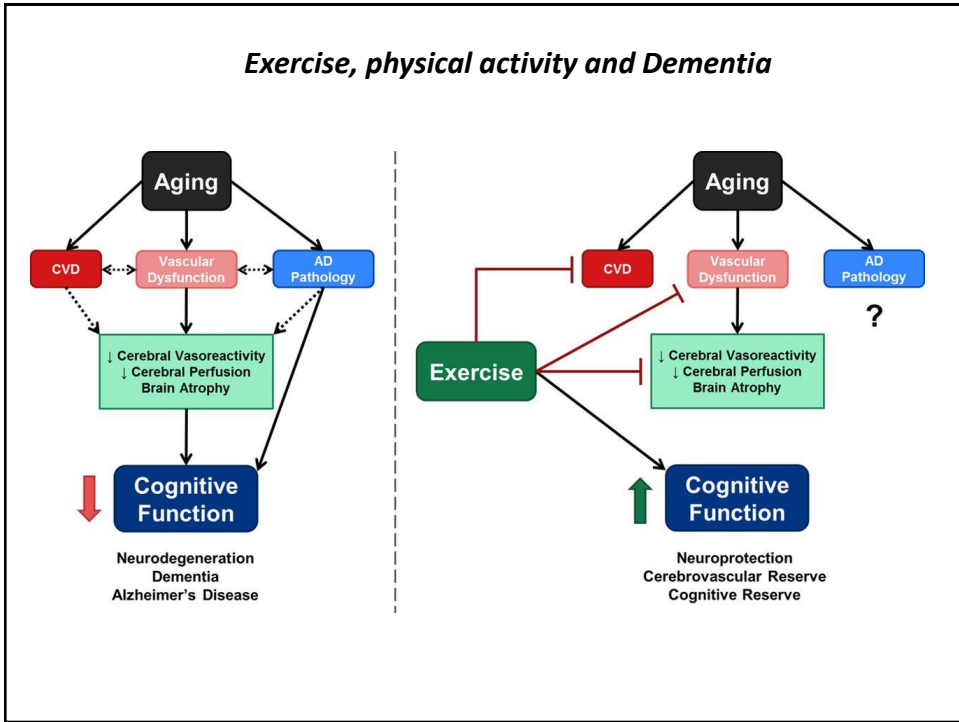 Exercise, physical activity and Dementia
Aging
CVD
Vascular
Dysfunction
AD
Pathology
↓ Cerebral Vasoreactivity
↓ Cerebral Perfusion
Brain Atrophy
Cognitive
Function
Neurodegeneration
Dementia
Alzheimer's Disease
Aging
CVD
Vascular
Dysfunction
AD
Pathology
?
Exercise
↓ Cerebral Vasoreactivity
↓ Cerebral Perfusion
Brain Atrophy
Cognitive
Function
Neuroprotection
Cerebrovascular Reserve
Cognitive Reserve